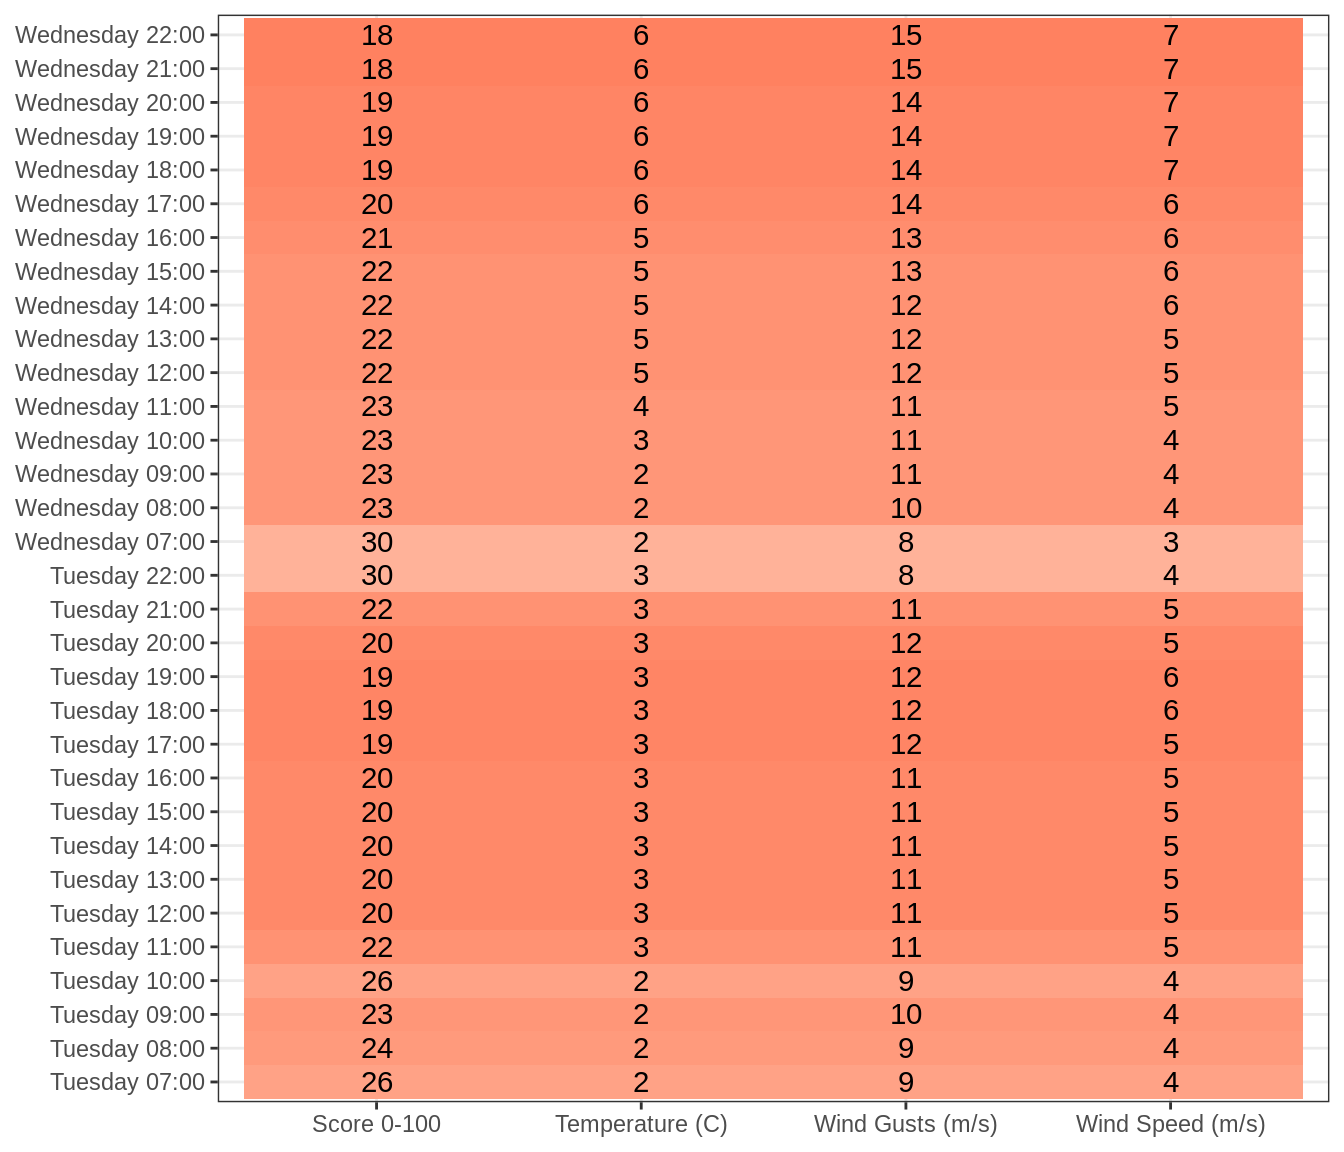 Wednesday 22:00 18 6 15 7
Wednesday 21:00 18 6 15 7
Wednesday 20:00 19 6 14 7
Wednesday 19:00 19 6 14 7
Wednesday 18:00 19 6 14 7
Wednesday 17:00 20 6 14 6
Wednesday 16:00 21 5 13 6
Wednesday 15:00 22 5 13 6
Wednesday 14:00 22 5 12 6
Wednesday 13:00 22 5 12 5
Wednesday 12:00 22 5 12 5
Wednesday 11:00 23 4 11 5
Wednesday 10:00 23 3 11 4
Wednesday 09:00 23 2 11 4
Wednesday 08:00 23 2 10 4
Wednesday 07:00 30 2 8 3
Tuesday 22:00 30 3 8 4
Tuesday 21:00 22 3 11 5
Tuesday 20:00 20 3 12 5
Tuesday 19:00 19 3 12 6
Tuesday 18:00 19 3 12 6
Tuesday 17:00 19 3 12 5
Tuesday 16:00 20 3 11 5
Tuesday 15:00 20 3 11 5
Tuesday 14:00 20 3 11 5
Tuesday 13:00 20 3 11 5
Tuesday 12:00 20 3 11 5
Tuesday 11:00 22 3 11 5
Tuesday 10:00 26 2 9 4
Tuesday 09:00 23 2 10 4
Tuesday 08:00 24 2 9 4
Tuesday 07:00 26 2 9 4
Score 0-100 Temperature (C) Wind Gusts (m/s) Wind Speed (m/s)